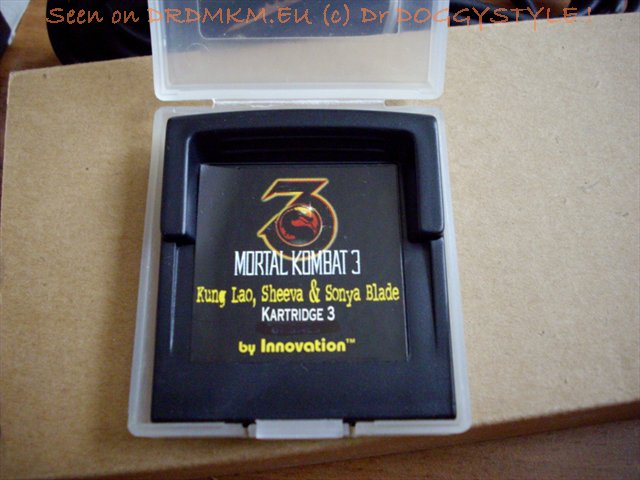 Seen on DRDMKM.EU (c) Dr DOGGYSTYLE!
3
MORTAL KOMBAT 3
Kung Lao, Sheeva & Sonya Blade
KARTRIDGE 3
by Innovation™